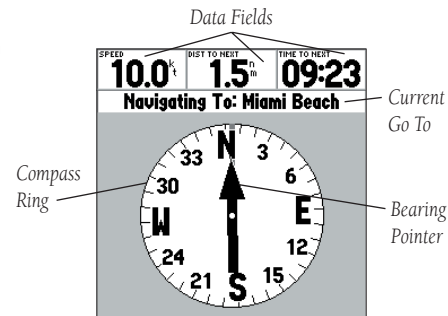 Data Fields
SPEED
10.0 kt
DIST TO NEXT
1.5 nm
TIME TO NEXT
09:23
Navigating To: Miami Beach
Current
Go To
Compass
Ring
Bearing
Pointer
N
3
6
E
12
15
S
21
24
W
30
33